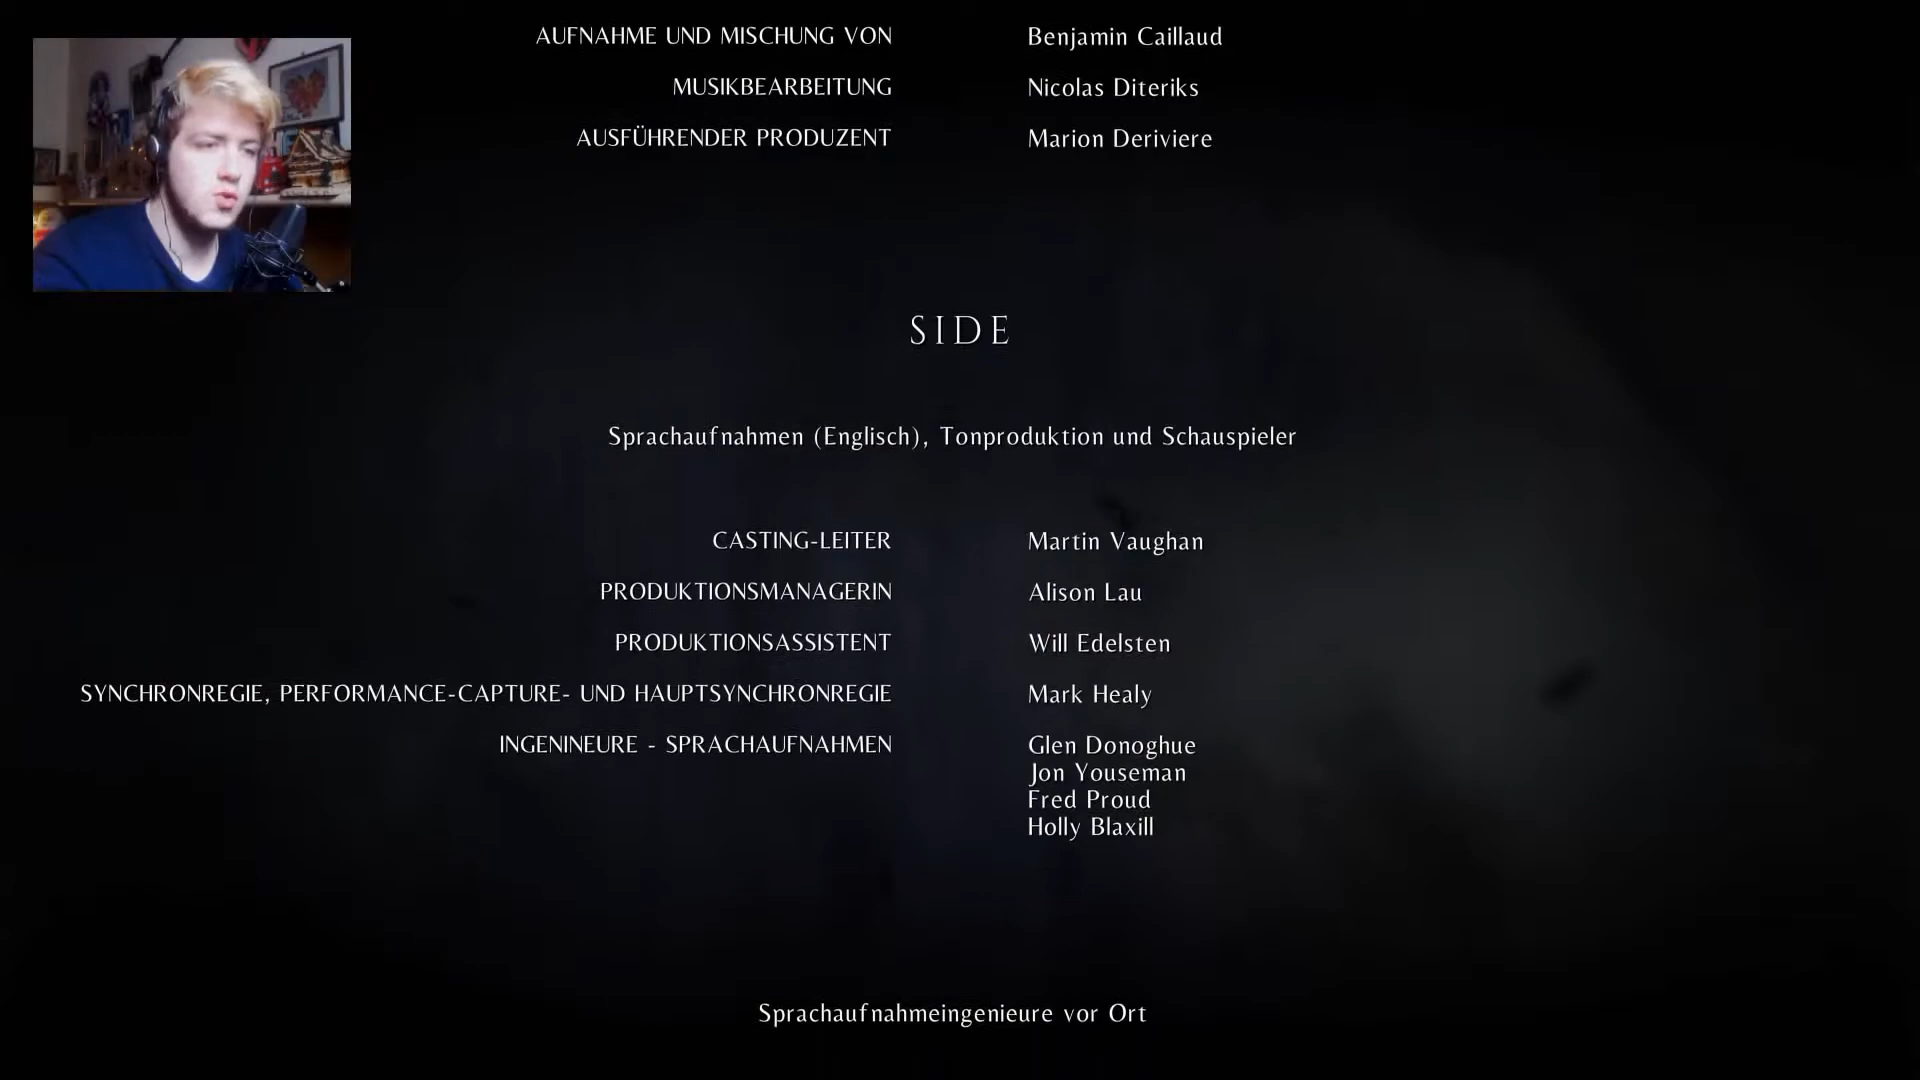 AUFNAHME UND MISCHUNG VON Benjamin Caillaud
MUSIKBEARBEITUNG Nicolas Diteriks
AUSFÜHRENDER PRODUZENT Marion Deriviere
SIDE
Sprachaufnahmen (Englisch), Tonproduktion und Schauspieler
CASTING-LEITER Martin Vaughan
PRODUKTIONSMANAGERIN Alison Lau
PRODUKTIONSASSISTENT Will Edelsten
SYNCHRONREGIE, PERFORMANCE-CAPTURE- UND HAUPTSYNCHRONREGIE Mark Healy
INGENINEURE - SPRACHAUFNAHMEN Glen Donoghue
Jon Youseman
Fred Proud
Holly Blaxill
Sprachaufnahmeingenieure vor Ort